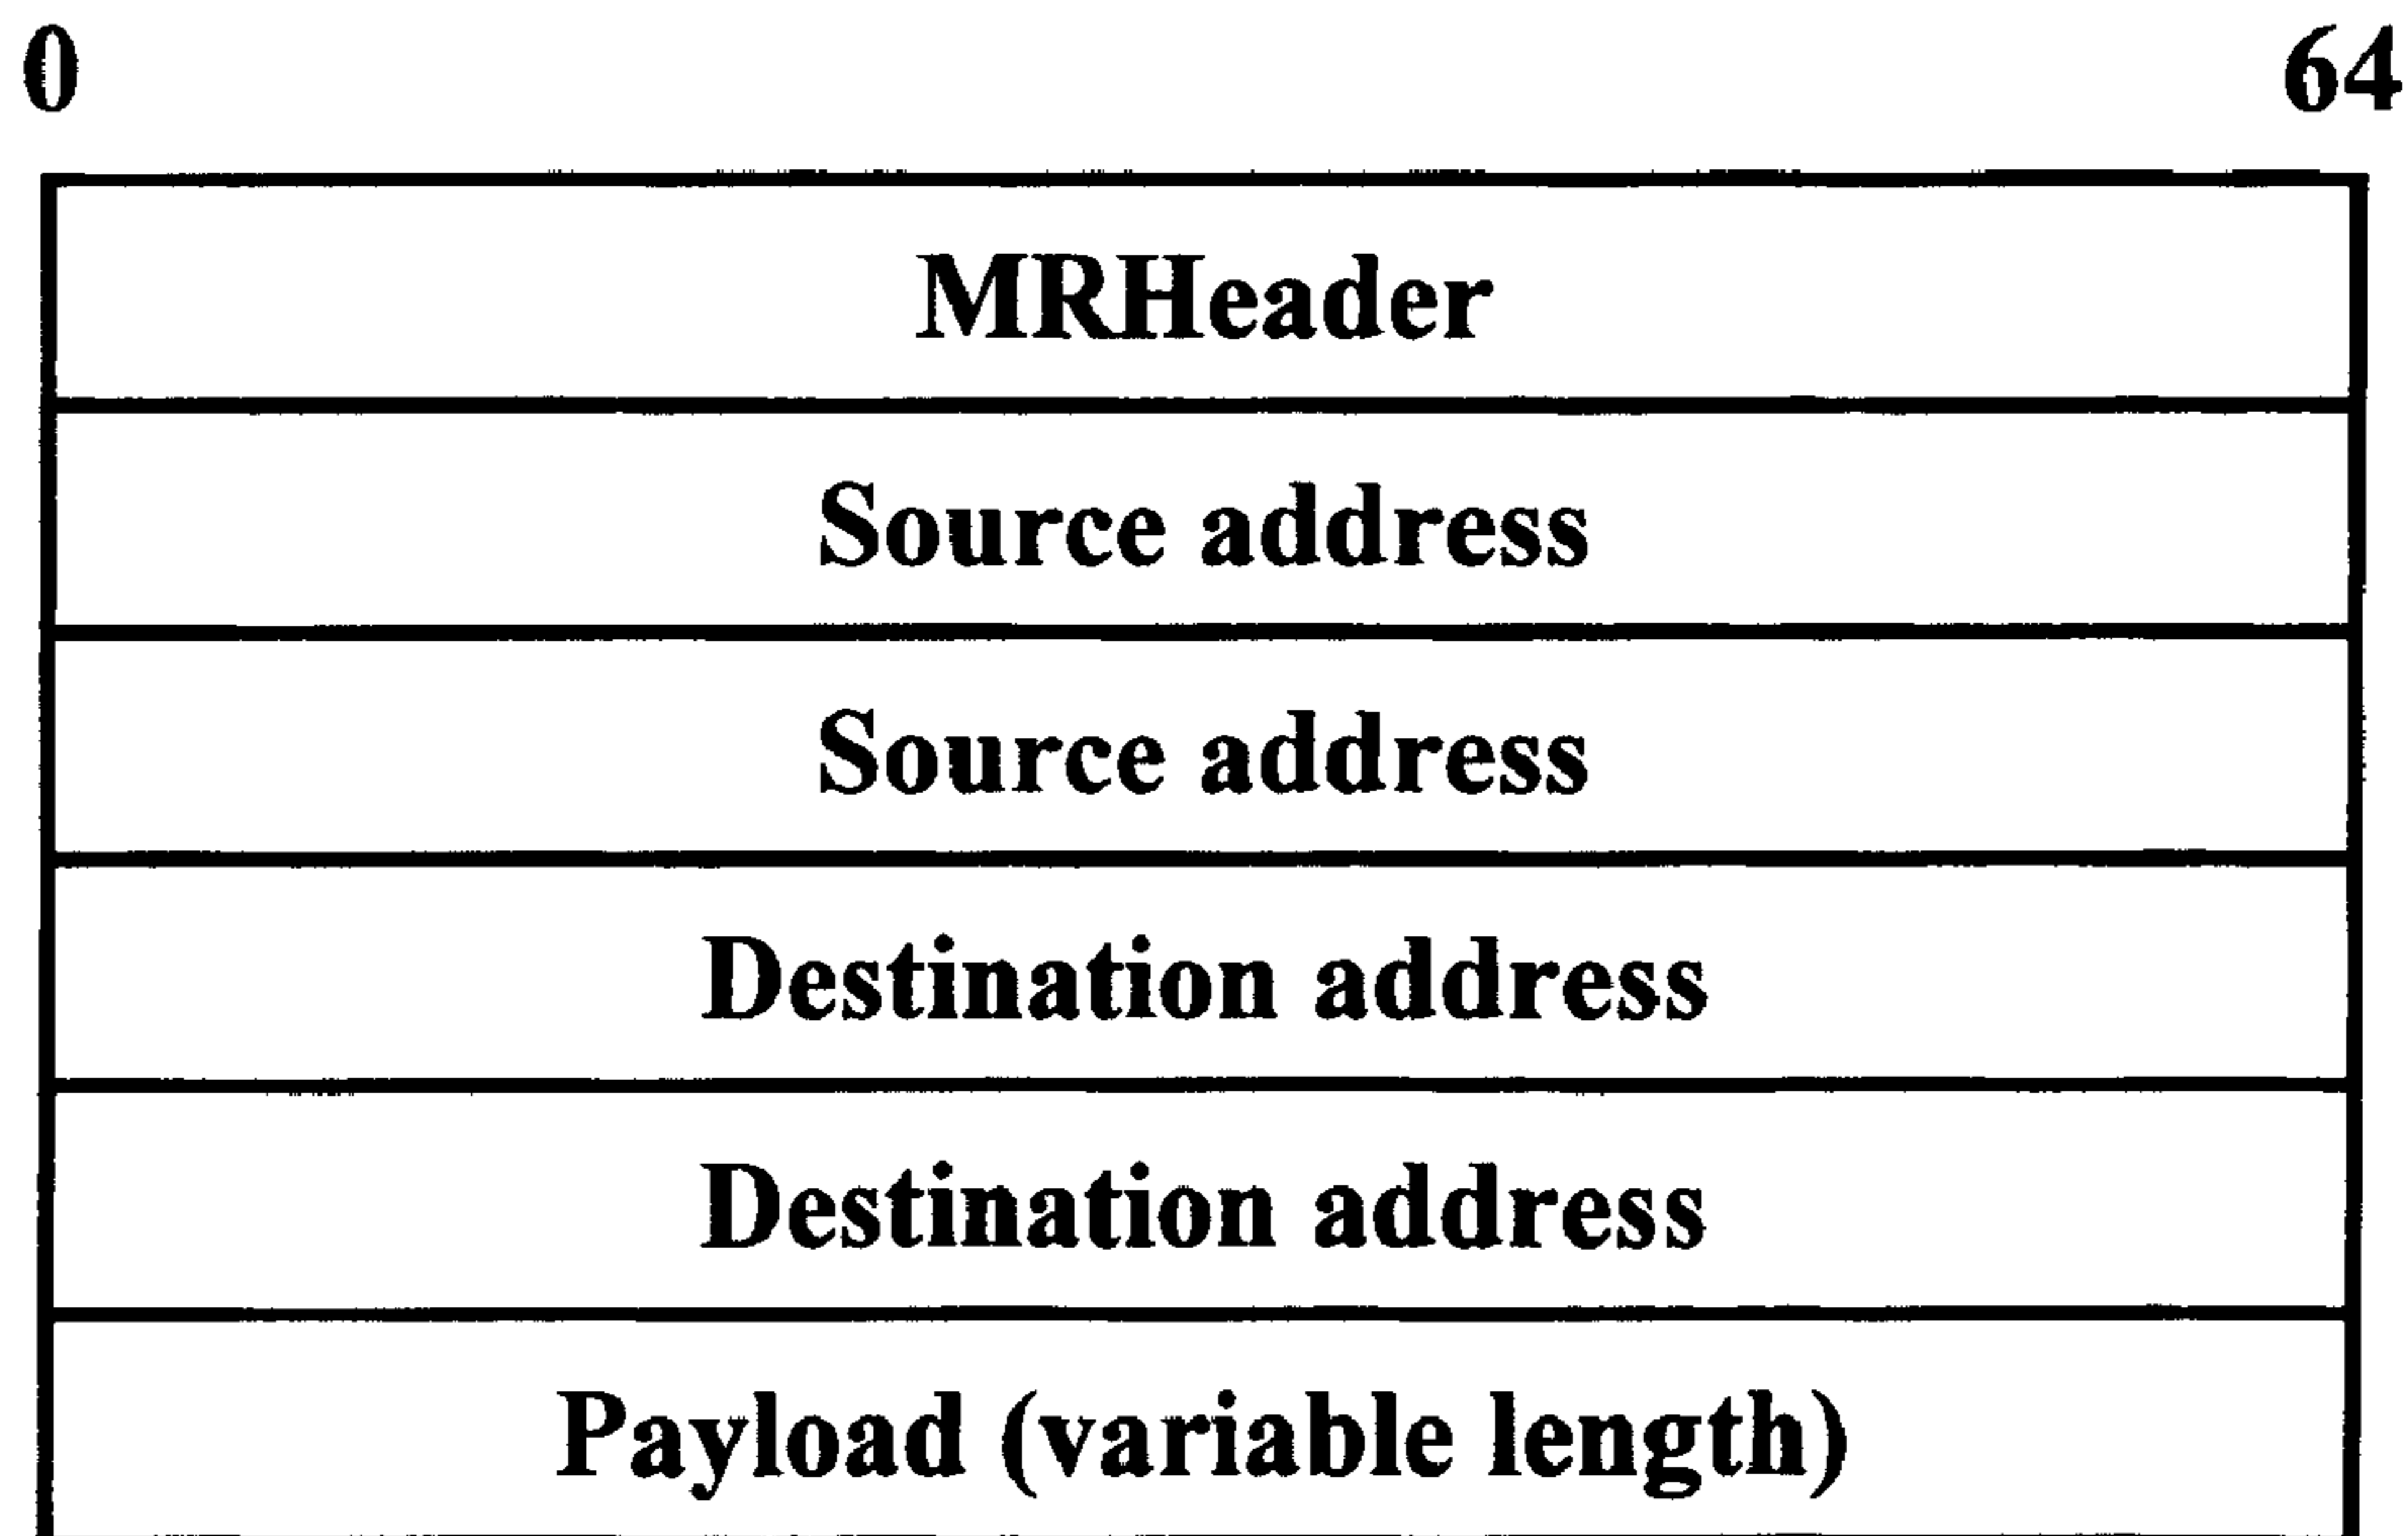 0 64
MRHeader
Source address
Source address
Destination address
Destination address
Payload (variable length)